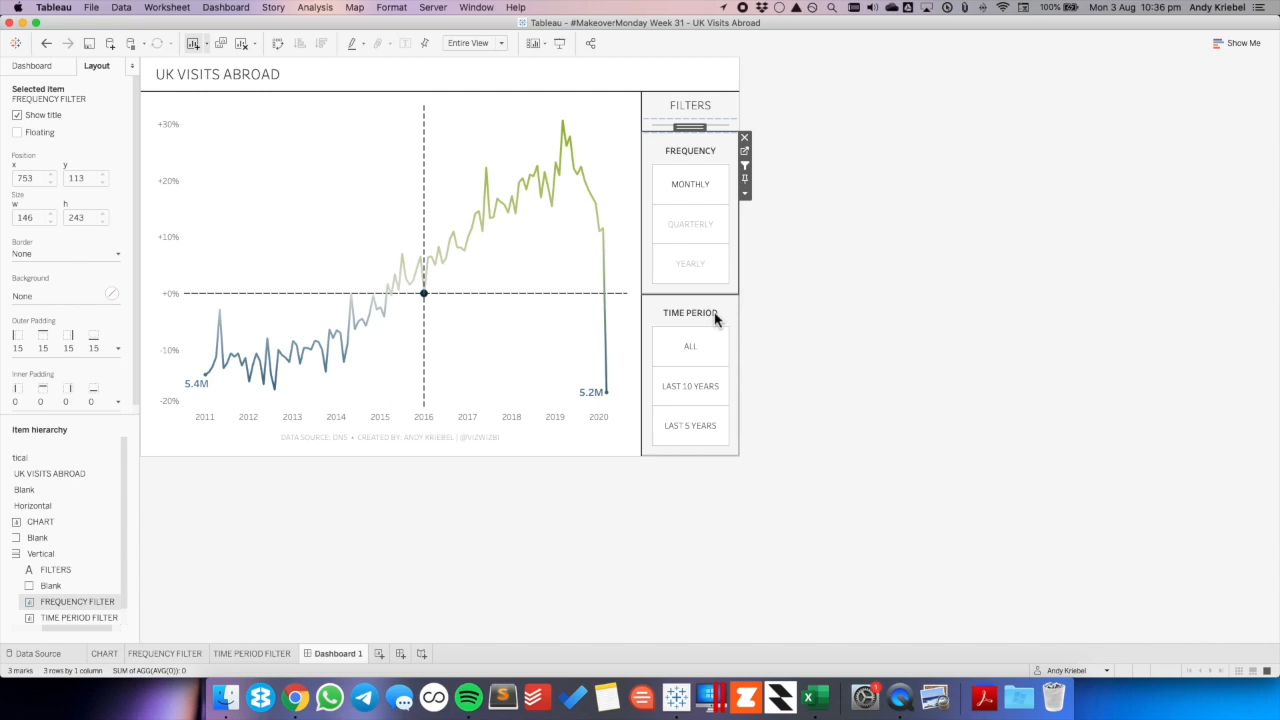 Tableau File Data Worksheet Dashboard Story Analysis Map Format Server Window Help 100% Mon 3 Aug 10:36 pm Andy Kriebel
Tableau - #MakeoverMonday Week 31 - UK Visits Abroad
Entire View Show Me
Dashboard Layout
Selected item
FREQUENCY FILTER
Show title
Floating
Position
x y
753 113
Size
w h
146 243
Border
None
Background
None
Outer Padding
15 15 15 15
Inner Padding
0 0 0 0
Item hierarchy
tical
UK VISITS ABROAD
Blank
Horizontal
CHART
Blank
Vertical
FILTERS
Blank
FREQUENCY FILTER
TIME PERIOD FILTER
UK VISITS ABROAD
+30%
+20%
+10%
+0%
-10%
-20%
5.4M
5.2M
2011 2012 2013 2014 2015 2016 2017 2018 2019 2020
DATA SOURCE: ONS • CREATED BY: ANDY KRIEBEL | @VIZWIZBI
FILTERS
FREQUENCY
MONTHLY
QUARTERLY
YEARLY
TIME PERIOD
ALL
LAST 10 YEARS
LAST 5 YEARS
Data Source CHART FREQUENCY FILTER TIME PERIOD FILTER Dashboard 1
3 marks 3 rows by 1 column SUM of AGG(AVG(0)): 0 Andy Kriebel